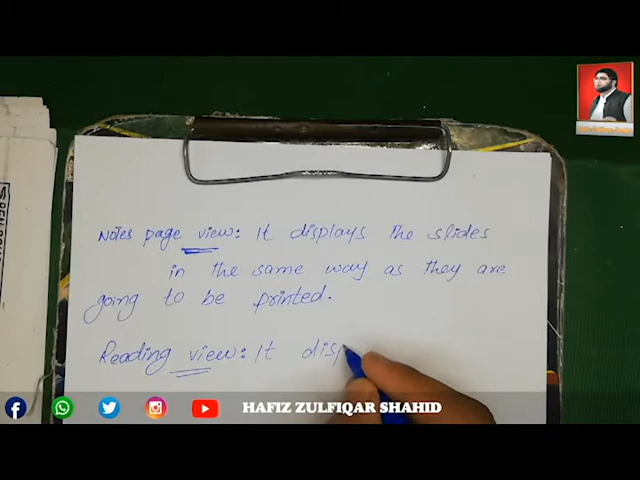 Notes page view: It displays the slides
in the same way as they are
going to be printed.
Reading view: It disp
HAFIZ ZULFIQAR SHAHID